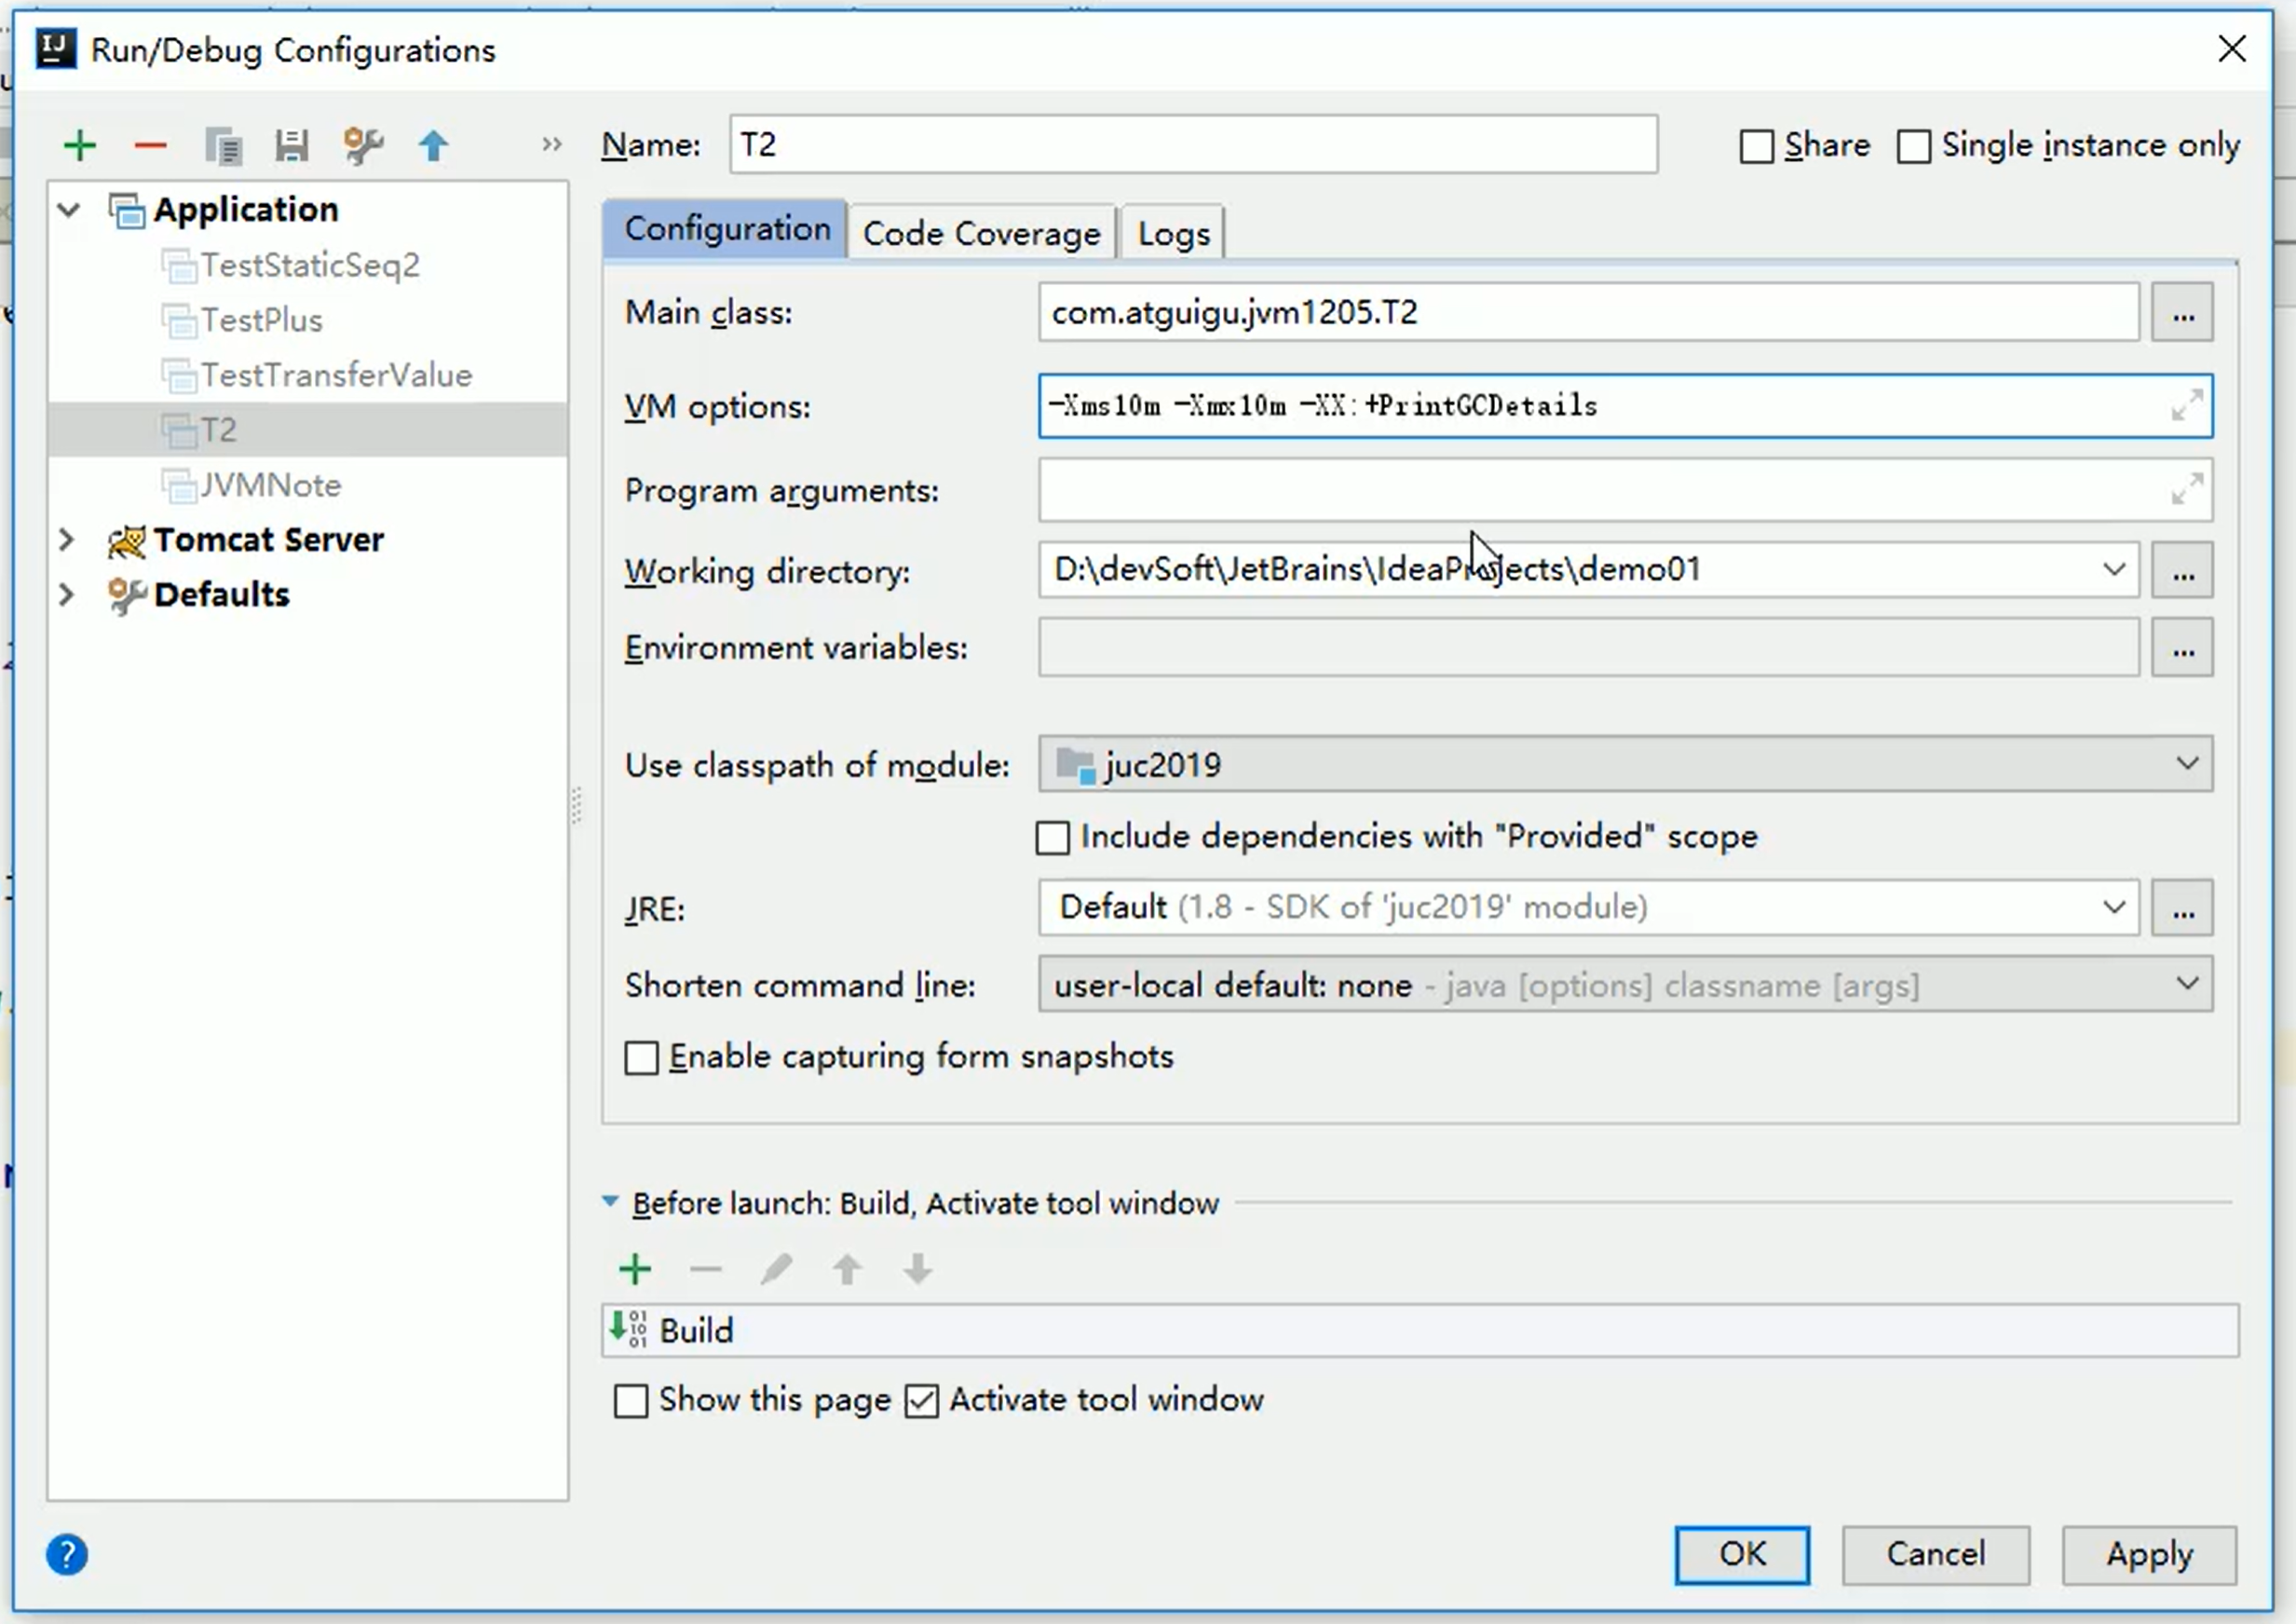 Run/Debug Configurations
Name: T2
Share
Single instance only
Application
TestStaticSeq2
TestPlus
TestTransferValue
T2
JVMNote
Tomcat Server
Defaults
Configuration
Code Coverage
Logs
Main class: com.atguigu.jvm1205.T2 ...
VM options: -Xms10m -Xmx10m -XX:+PrintGCDetails
Program arguments:
Working directory: D:\devSoft\JetBrains\IdeaProjects\demo01 ...
Environment variables: ...
Use classpath of module: juc2019
Include dependencies with "Provided" scope
JRE: Default (1.8 - SDK of 'juc2019' module) ...
Shorten command line: user-local default: none - java [options] classname [args]
Enable capturing form snapshots
Before launch: Build, Activate tool window
Build
Show this page
Activate tool window
?
OK
Cancel
Apply